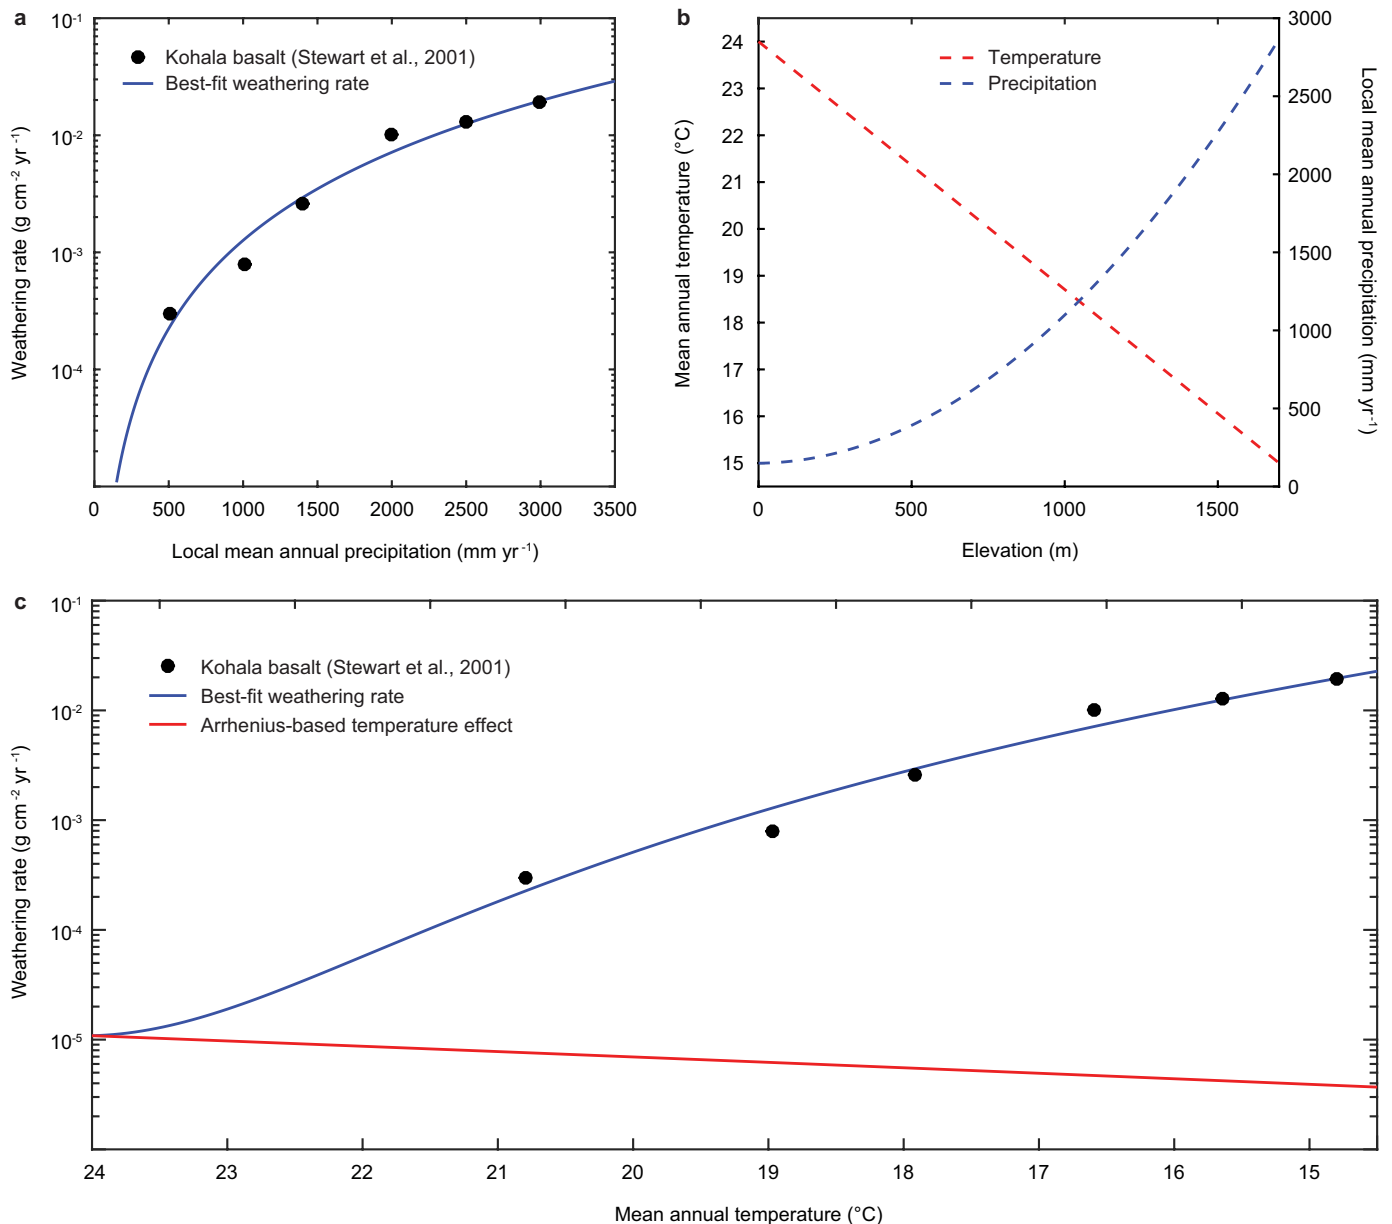 a
Kohala basalt (Stewart et al., 2001)
Best-fit weathering rate
10-1
10-2
10-3
10-4
Weathering rate (g cm-2 yr-1)
0 500 1000 1500 2000 2500 3000 3500
Local mean annual precipitation (mm yr-1)
b
Temperature
Precipitation
24
23
22
21
20
19
18
17
16
15
Mean annual temperature (°C)
3000
2500
2000
1500
1000
500
0
Local mean annual precipitation (mm yr-1)
0 500 1000 1500
Elevation (m)
c
Kohala basalt (Stewart et al., 2001)
Best-fit weathering rate
Arrhenius-based temperature effect
10-1
10-2
10-3
10-4
10-5
Weathering rate (g cm-2 yr-1)
24 23 22 21 20 19 18 17 16 15
Mean annual temperature (°C)